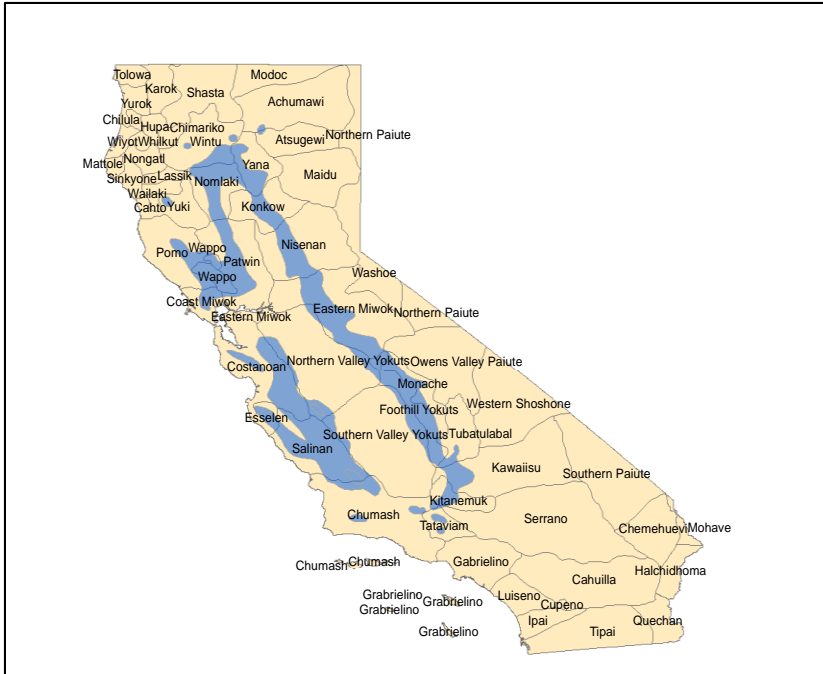 Tolowa
Modoc
Karok
Shasta
Achumawi
Yurok
Chilula
Hupa
Chimariko
Northern Paiute
Wiyot
Whilkut
Wintu
Atsugewi
Mattole
Nongatl
Yana
Sinkyone
Lassik
Nomlaki
Maidu
Wailaki
Cahto
Yuki
Konkow
Pomo
Wappo
Nisenan
Patwin
Wappo
Washoe
Coast Miwok
Eastern Miwok
Eastern Miwok
Northern Paiute
Costanoan
Northern Valley Yokuts
Owens Valley Paiute
Monache
Esselen
Foothill Yokuts
Western Shoshone
Salinan
Southern Valley Yokuts
Tubatulabal
Kawaiisu
Southern Paiute
Kitanemuk
Chumash
Tataviam
Serrano
Chemehuevi
Mohave
Chumash
Chumash
Gabrielino
Halchidhoma
Cahuilla
Grabrielino
Grabrielino
Grabrielino
Luiseno
Cupeno
Ipai
Quechan
Grabrielino
Tipai